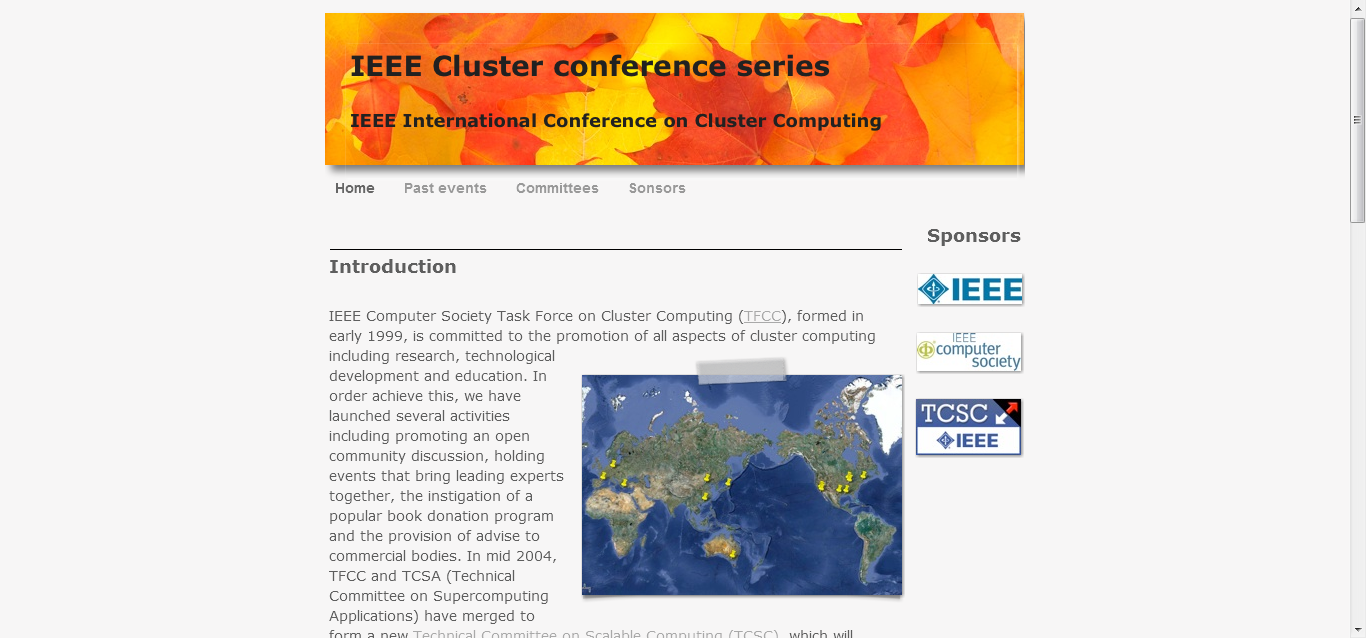 IEEE Cluster conference series
IEEE International Conference on Cluster Computing
Home Past events Committees Sonsors
Sponsors
Introduction
IEEE
IEEE Computer Society Task Force on Cluster Computing (TFCC), formed in
early 1999, is committed to the promotion of all aspects of cluster computing
including research, technological
development and education. In
order achieve this, we have
launched several activities
including promoting an open
community discussion, holding
events that bring leading experts
together, the instigation of a
popular book donation program
and the provision of advise to
commercial bodies. In mid 2004,
TFCC and TCSA (Technical
Committee on Supercomputing
Applications) have merged to
form a new Technical Committee on Scalable Computing (TCSC), which will
IEEE
computer
society
TCSC
IEEE